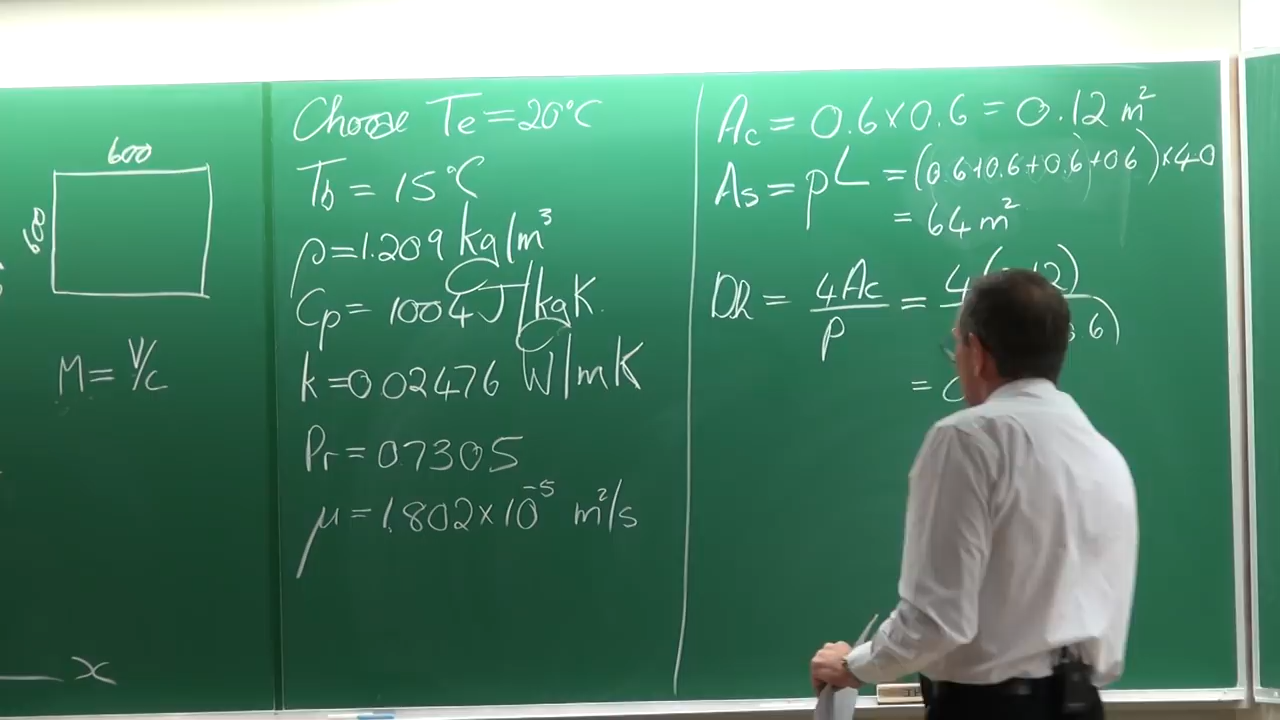 600
600
M = V/c
x
Choose Te = 20°C
Tb = 15°C
ρ = 1.209 kg/m³
Cp = 1004 J/kgK.
k = 0.02476 W/mK
Pr = 0.7305
μ = 1.802 × 10⁻⁵ m²/s
Ac = 0.6 × 0.6 = 0.12 m²
As = pL = (0.6+0.6+0.6)+0.6) × 40
= 64 m²
Dh = 4Ac/p = 4( 12)/ 6)
=